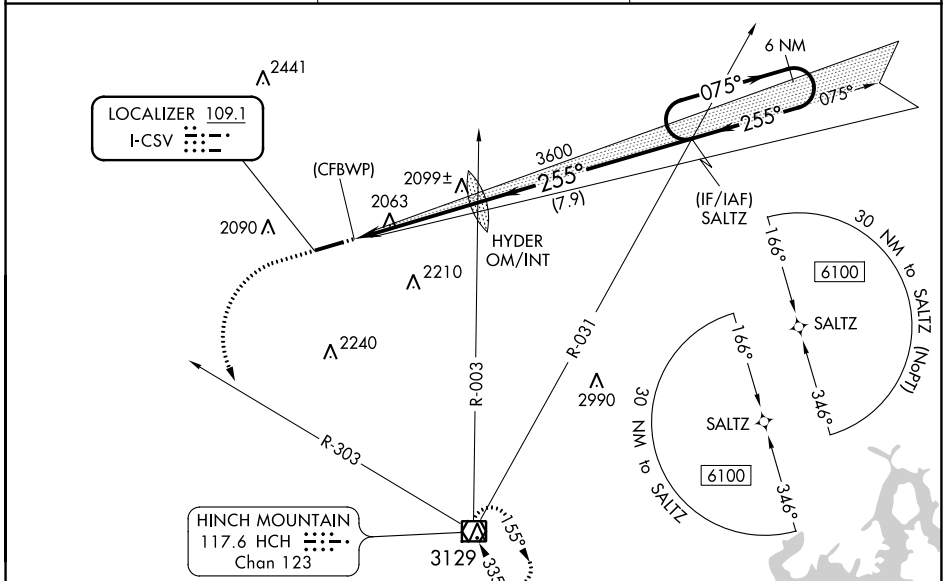 2441
6 NM
075°
LOCALIZER 109.1
I-CSV
075°
255°
3600
(CFBWP)
2099±
255°
(7.9)
2063
(IF/IAF)
SALTZ
2090
HYDER
OM/INT
30 NM to SALTZ (NoPT)
166°
6100
2210
SALTZ
166°
2240
R-031
R-003
2990
346°
30 NM to SALTZ
SALTZ
R-303
6100
346°
HINCH MOUNTAIN
117.6 HCH
Chan 123
155°
3129
335